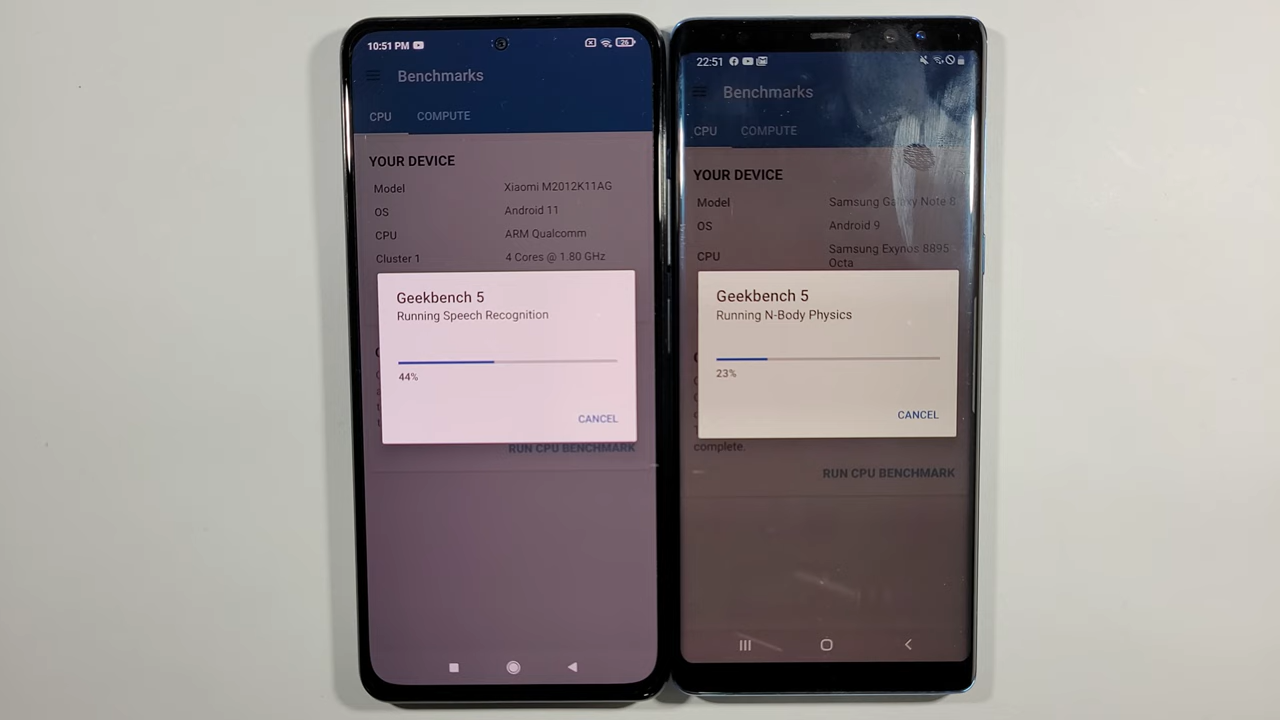 10:51 PM
26
Benchmarks
CPU
COMPUTE
YOUR DEVICE
Model
Xiaomi M2012K11AG
OS
Android 11
CPU
ARM Qualcomm
Cluster 1
4 Cores @ 1.80 GHz
Geekbench 5
Running Speech Recognition
44%
CANCEL
RUN CPU BENCHMARK
22:51
Benchmarks
CPU
COMPUTE
YOUR DEVICE
Model
Samsung Galaxy Note 8
OS
Android 9
CPU
Samsung Exynos 8895
Octa
Geekbench 5
Running N-Body Physics
23%
CANCEL
complete.
RUN CPU BENCHMARK